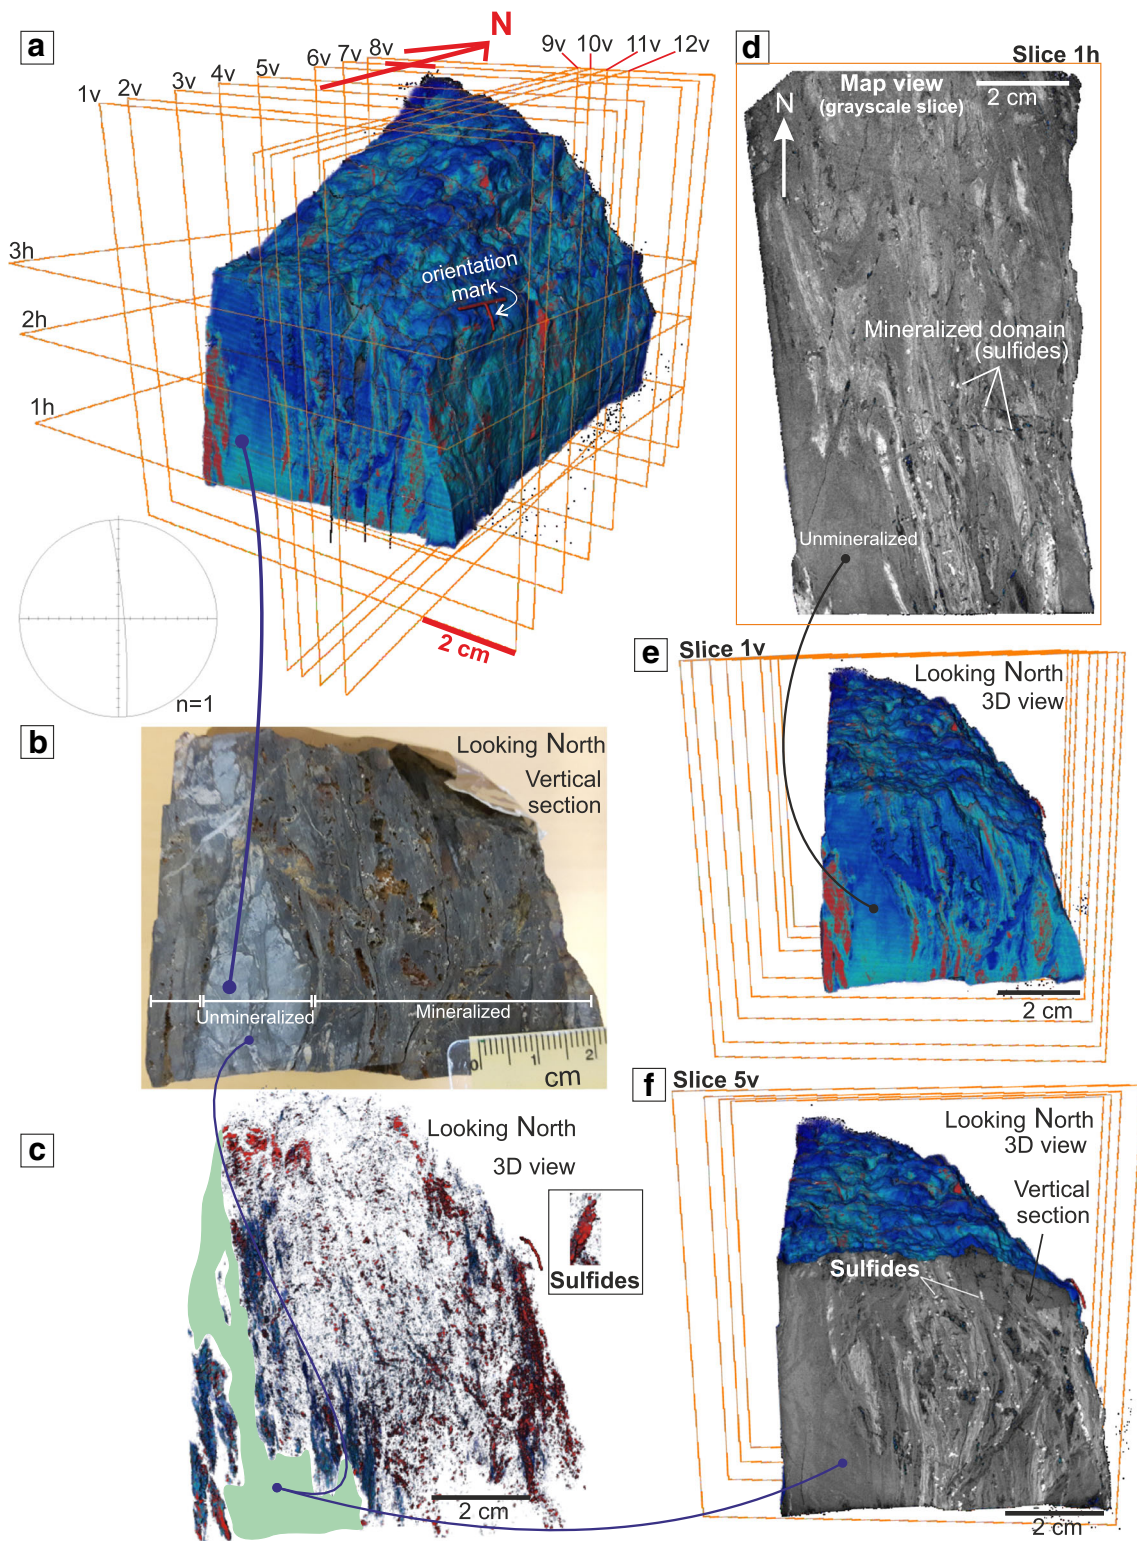 a
N
1v
2v
3v
4v
5v
6v
7v
8v
9v
10v
11v
12v
3h
2h
1h
orientation
mark
2 cm
n=1
b
Looking North
Vertical
section
Unmineralized
Mineralized
0 1 2
cm
c
Looking North
3D view
Sulfides
2 cm
d
Slice 1h
Map view
(grayscale slice)
2 cm
N
Mineralized domain
(sulfides)
Unmineralized
e
Slice 1v
Looking North
3D view
2 cm
f
Slice 5v
Looking North
3D view
Vertical
section
Sulfides
2 cm